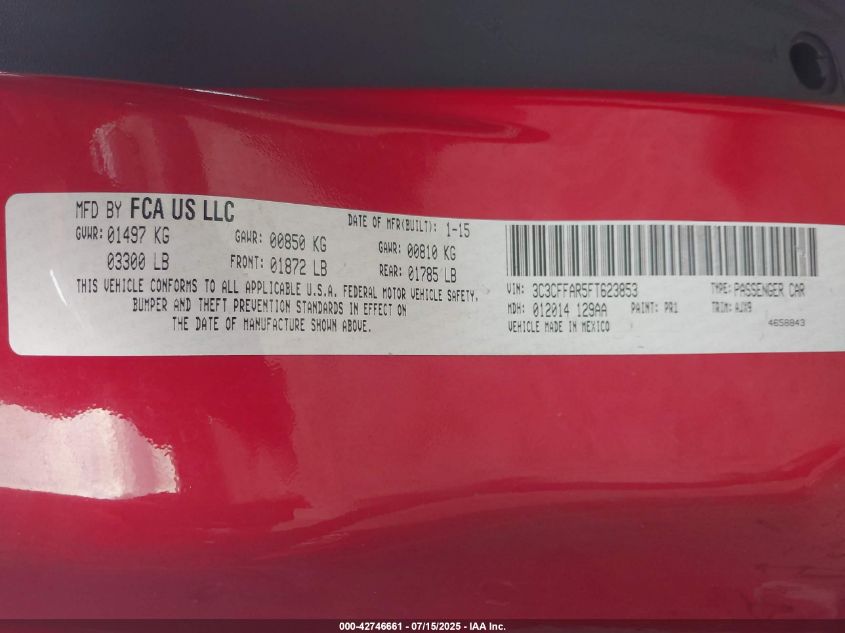 MFD BY FCA US LLC
DATE OF MFR(BUILT): 1-15
GVWR: 01497 KG
GAWR: 00850 KG
GAWR: 00810 KG
03300 LB
FRONT: 01872 LB
REAR: 01785 LB
THIS VEHICLE CONFORMS TO ALL APPLICABLE U.S.A. FEDERAL MOTOR VEHICLE SAFETY,
BUMPER AND THEFT PREVENTION STANDARDS IN EFFECT ON
THE DATE OF MANUFACTURE SHOWN ABOVE.
VIN: 3C3CFFAR5FT623853
TYPE: PASSENGER CAR
MDH: 012014 129AA
PAINT: PR1
TRIM: AJX9
VEHICLE MADE IN MEXICO
4658843
000-42746661 - 07/15/2025 - IAA Inc.